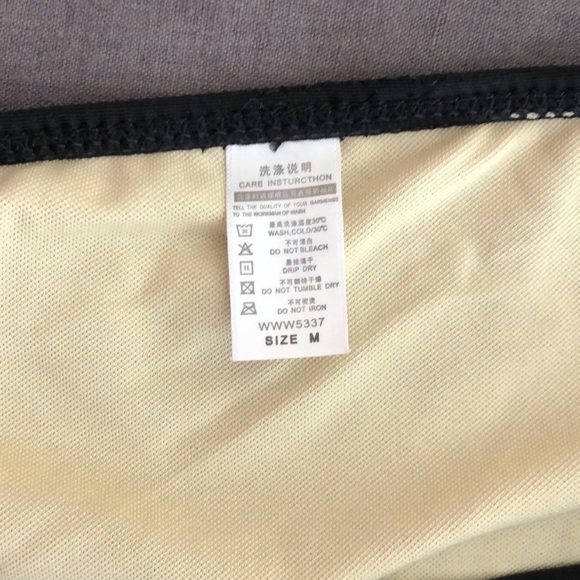 洗涤说明
CARE INSTURCTHON
TELL THE QUALITY OF YOUR GARMENGS
TO THE WORKMAN OF WASH
30
最高洗涤温度30℃
WASH,COLD/30℃
不可漂白
DO NOT BLEACH
悬挂滴干
DRIP DRY
不可翻转干燥
DO NOT TUMBLE DRY
不可熨烫
DO NOT IRON
WWW5337
SIZE M